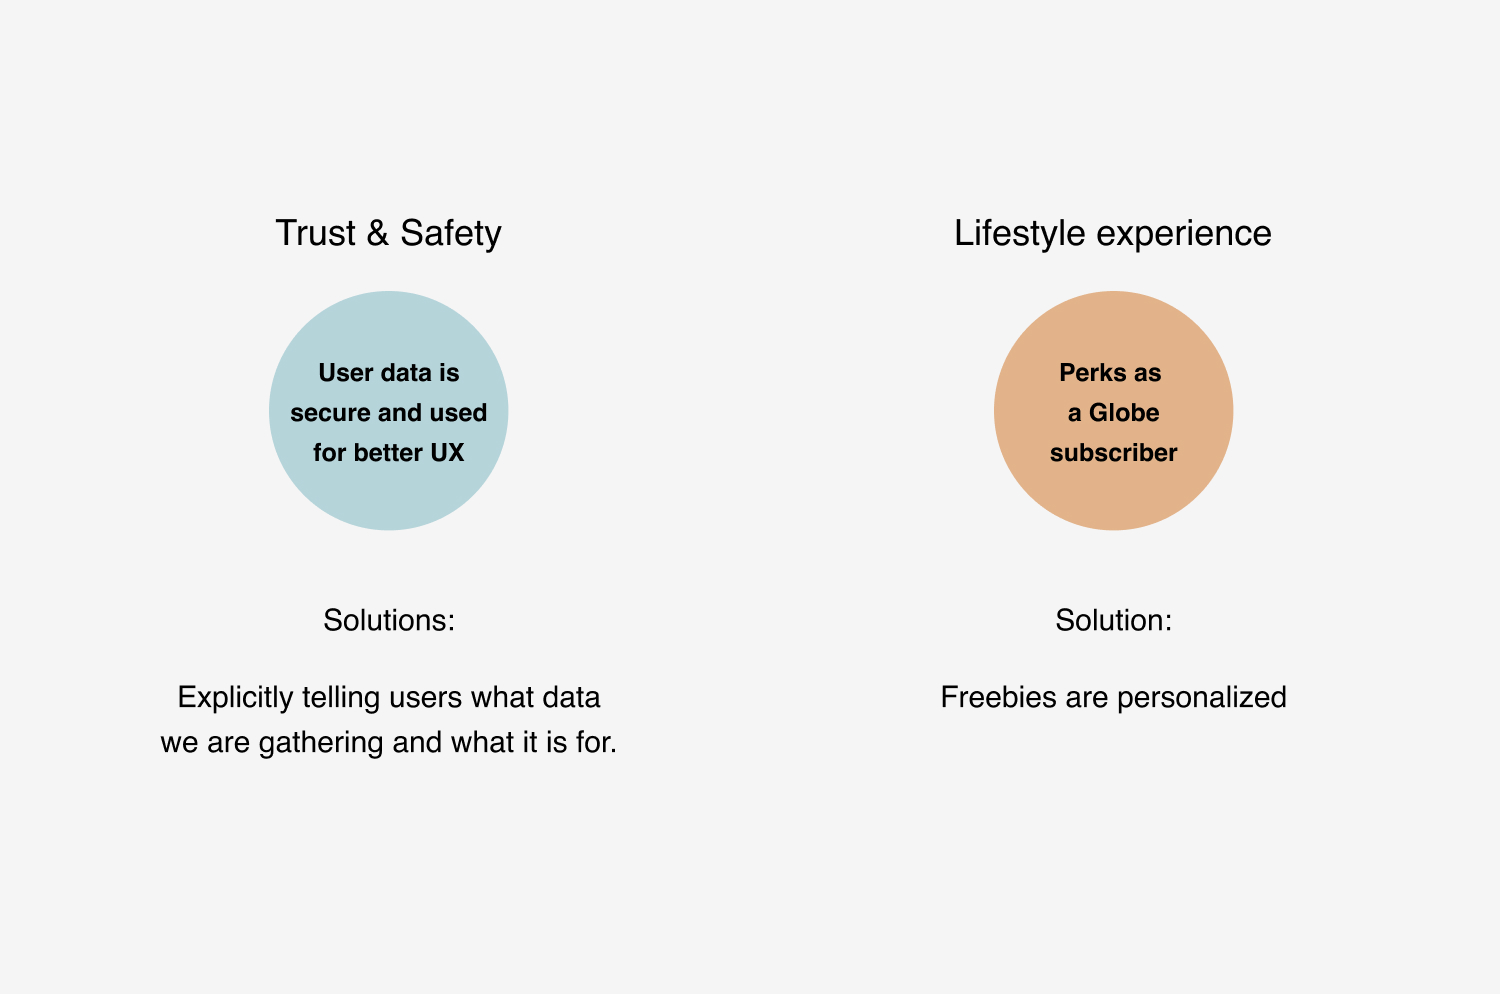 Trust & Safety
User data is
secure and used
for better UX
Solutions:
Explicitly telling users what data
we are gathering and what it is for.
Lifestyle experience
Perks as
a Globe
subscriber
Solution:
Freebies are personalized